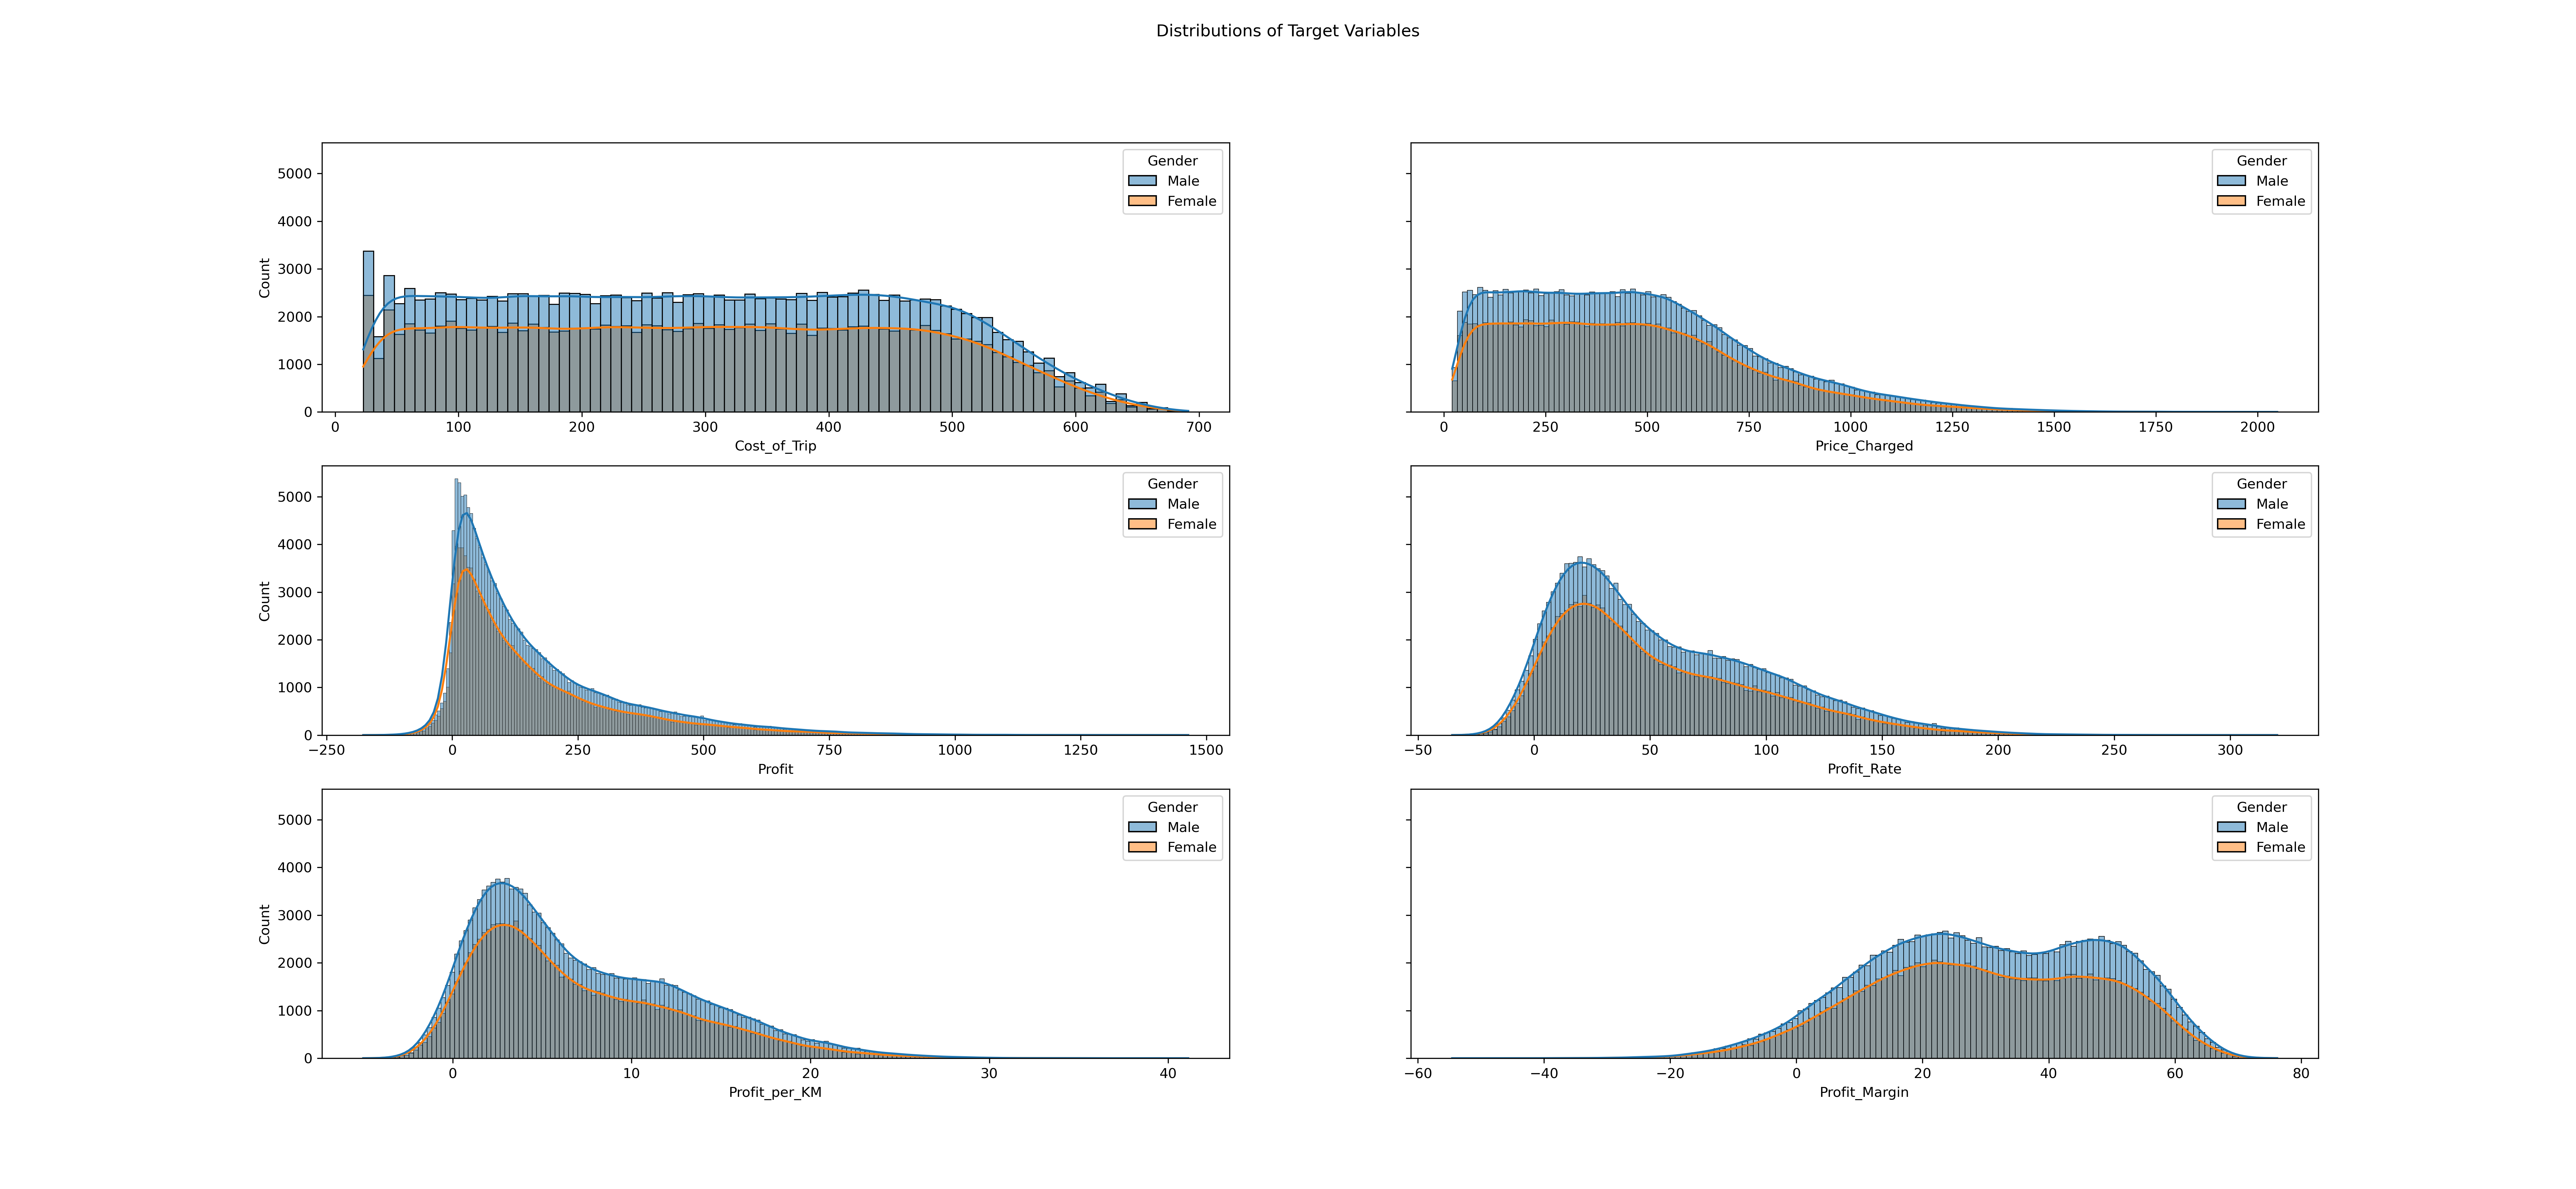 Distributions of Target Variables
Gender
Male
Female
5000
4000
3000
2000
1000
0
Count
0 100 200 300 400 500 600 700
Cost_of_Trip
Gender
Male
Female
0 250 500 750 1000 1250 1500 1750 2000
Price_Charged
Gender
Male
Female
5000
4000
3000
2000
1000
0
Count
−250 0 250 500 750 1000 1250 1500
Profit
Gender
Male
Female
−50 0 50 100 150 200 250 300
Profit_Rate
Gender
Male
Female
5000
4000
3000
2000
1000
0
Count
0 10 20 30 40
Profit_per_KM
Gender
Male
Female
−60 −40 −20 0 20 40 60 80
Profit_Margin